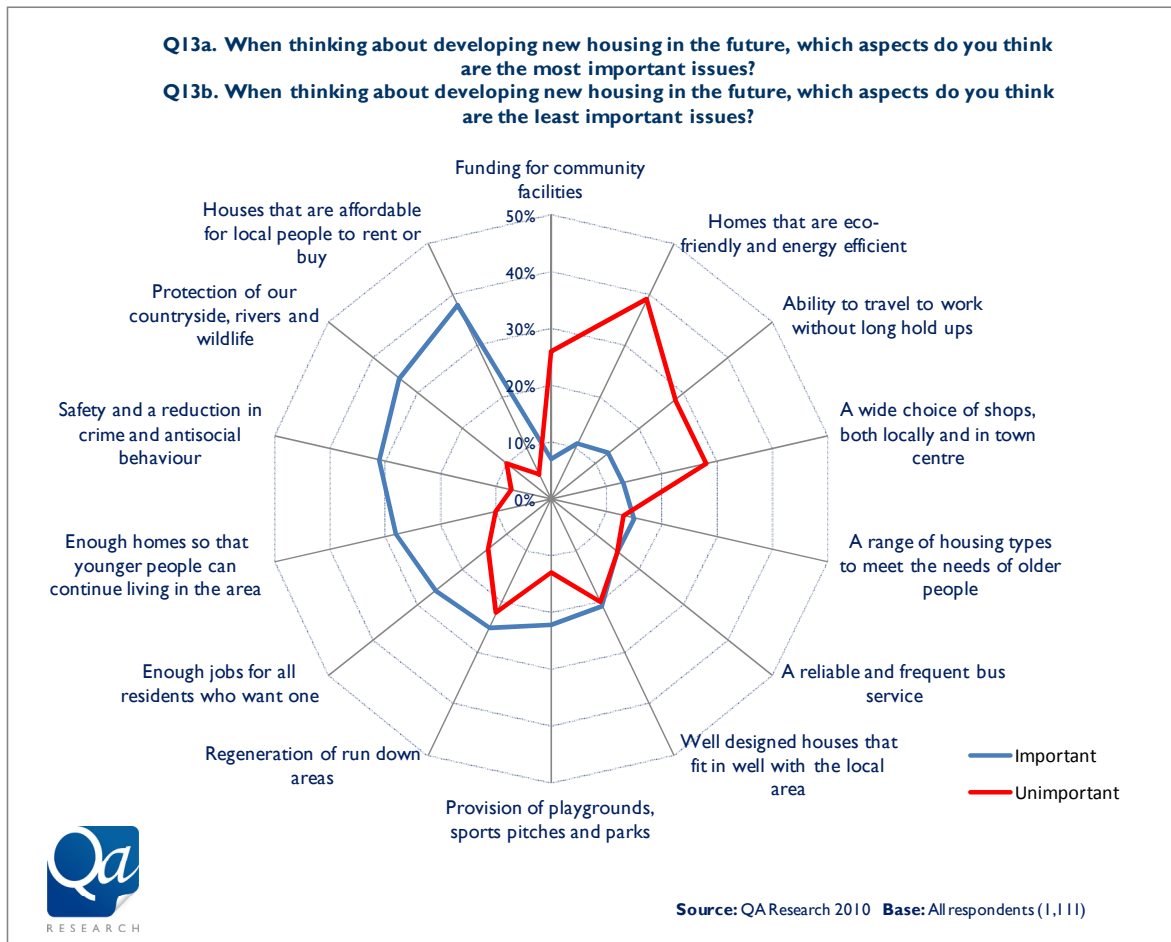 Q13a. When thinking about developing new housing in the future, which aspects do you think
are the most important issues?
Q13b. When thinking about developing new housing in the future, which aspects do you think
are the least important issues?
Funding for community
facilities
Homes that are eco-
friendly and energy efficient
Ability to travel to work
without long hold ups
A wide choice of shops,
both locally and in town
centre
A range of housing types
to meet the needs of older
people
A reliable and frequent bus
service
Well designed houses that
fit in well with the local
area
Provision of playgrounds,
sports pitches and parks
Regeneration of run down
areas
Enough jobs for all
residents who want one
Enough homes so that
younger people can
continue living in the area
Safety and a reduction in
crime and antisocial
behaviour
Protection of our
countryside, rivers and
wildlife
Houses that are affordable
for local people to rent or
buy
50%
40%
30%
20%
10%
0%
Important
Unimportant
Qa
RESEARCH
Source: QA Research 2010 Base: All respondents (1,111)